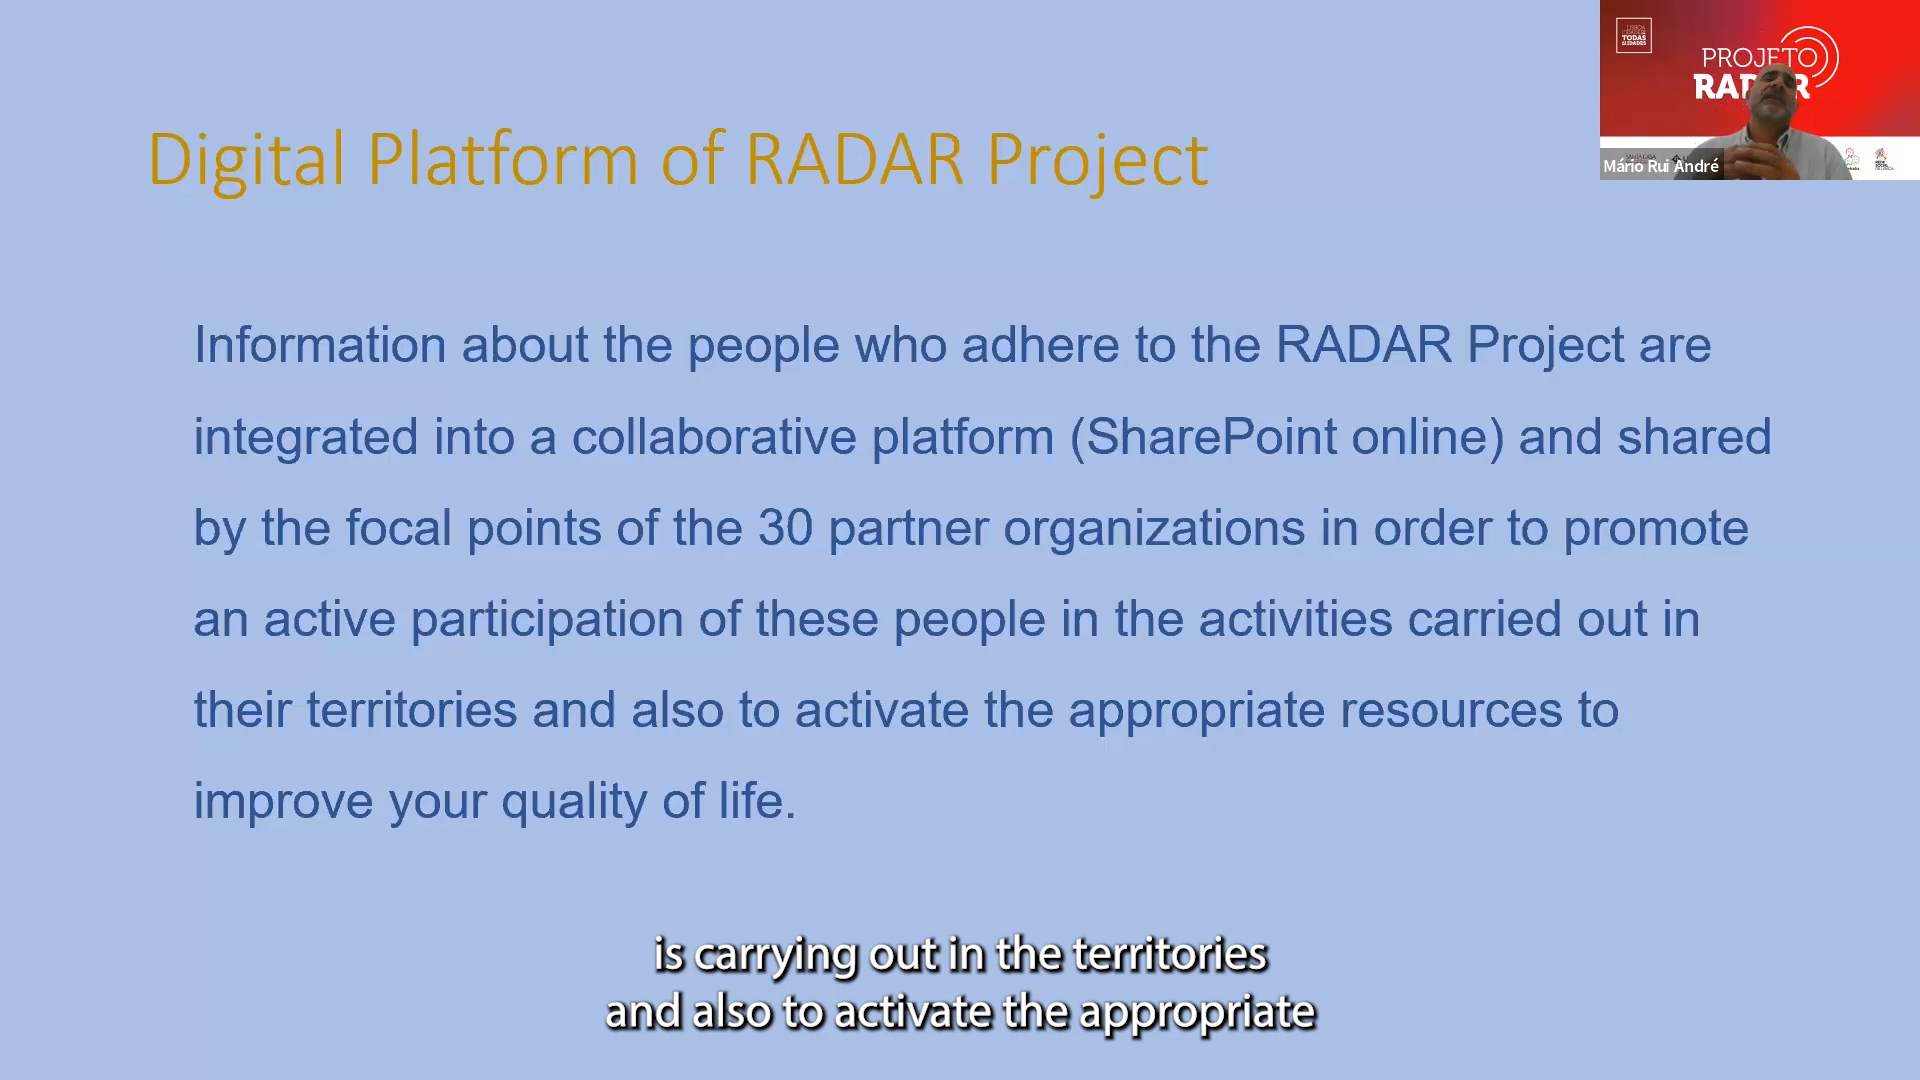 Digital Platform of RADAR Project
Information about the people who adhere to the RADAR Project are
integrated into a collaborative platform (SharePoint online) and shared
by the focal points of the 30 partner organizations in order to promote
an active participation of these people in the activities carried out in
their territories and also to activate the appropriate resources to
improve your quality of life.
TODAS
PROJETO
Mário Rui André
is carrying out in the territories
and also to activate the appropriate